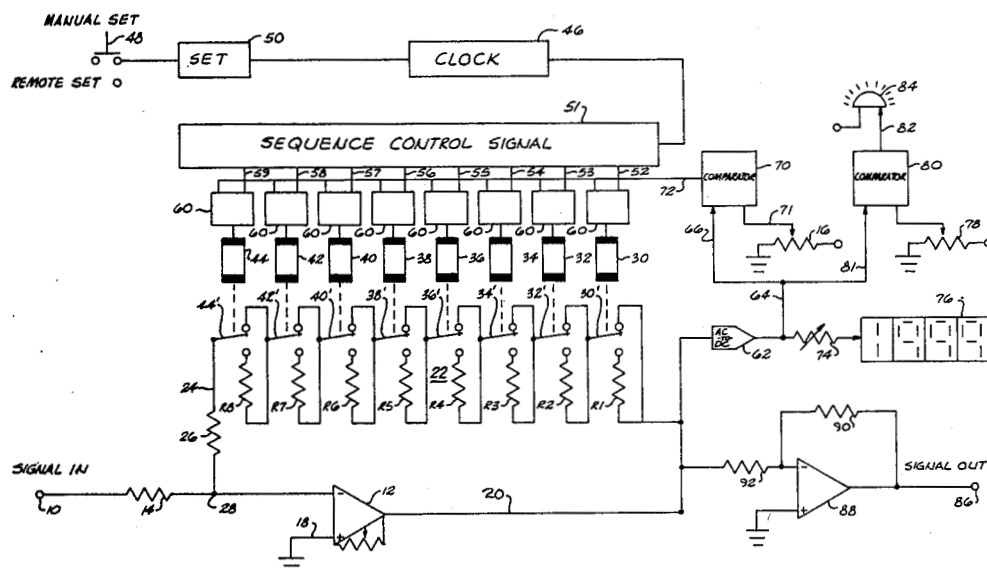 MANUAL SET
48
50
SET
46
CLOCK
REMOTE SET
51
SEQUENCE CONTROL SIGNAL
84
82
59 58 57 56 55 54 53 52
72
COMPARATOR
70
COMPARATOR
80
60 60 60 60 60 60 60 60
71
16
78
66
81
44 42 40 38 36 34 32 30
64
76
44' 42' 40' 38' 36' 34' 32' 30'
AC TO DC
62
74
24
22
R8 R7 R6 R5 R4 R3 R2 R1
26
90
SIGNAL IN
92
SIGNAL OUT
10
14
28
12
20
18
88
86